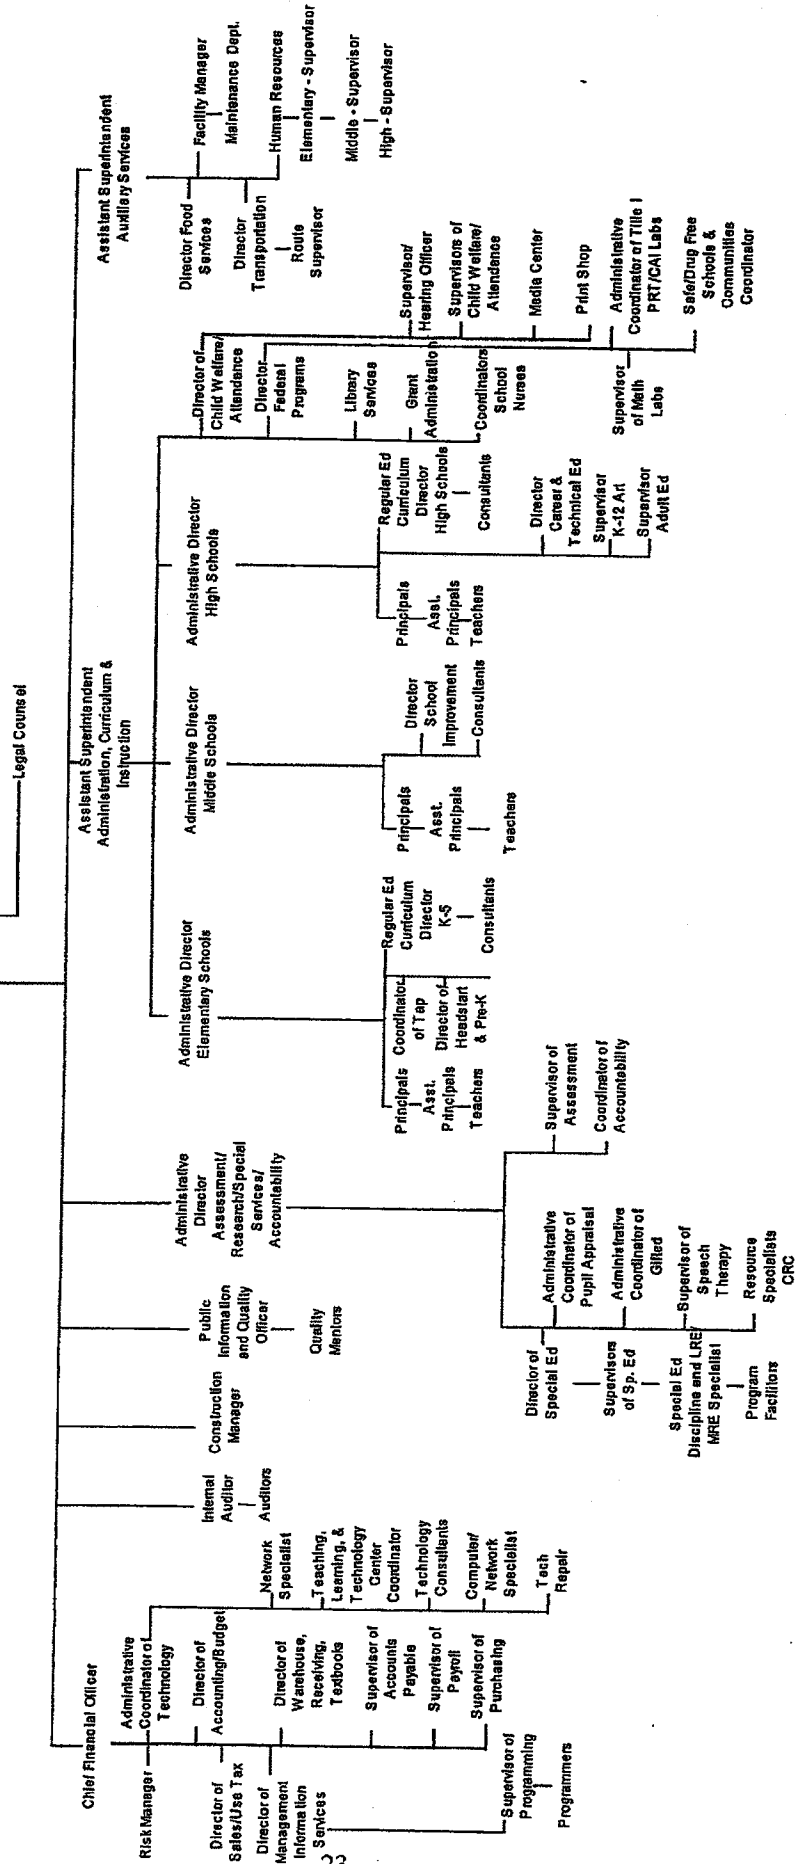 Legal Counsel
Chief Financial Officer
Risk Manager
Administrative
Coordinator of
Technology
Director of
Accounting/Budget
Director of
Sales/Use Tax
Director of
Management
Information
Services
Director of
Warehouse,
Receiving,
Textbooks
Supervisor of
Accounts
Payable
Supervisor of
Payroll
Supervisor of
Purchasing
Supervisor of
Programming
Programmers
Network
Specialist
Teaching,
Learning, &
Technology
Center
Coordinator
Technology
Consultants
Computer/
Network
Specialist
Tech
Repair
Internal
Auditor
Auditors
Construction
Manager
Public
Information
and Quality
Officer
Quality
Mentors
Administrative
Director
Assessment/
Research/Special
Services/
Accountability
Director of
Special Ed
Supervisors
of Sp. Ed
Special Ed
Discipline and LRE/
MRE Specialist
Program
Facilitors
Administrative
Coordinator of
Pupil Appraisal
Administrative
Coordinator of
Gifted
Supervisor of
Speech
Therapy
Resource
Specialists
CRC
Supervisor of
Assessment
Coordinator of
Accountability
Assistant Superintendent
Administration, Curriculum &
Instruction
Administrative Director
Elementary Schools
Principals
Asst.
Principals
Teachers
Coordinator
of Tap
Director of
Headstart
& Pre-K
Regular Ed
Curriculum
Director
K-5
Consultants
Administrative Director
Middle Schools
Principals
Asst.
Principals
Teachers
Director
School
Improvement
Consultants
Administrative Director
High Schools
Principals
Asst.
Principals
Teachers
Regular Ed
Curriculum
Director
High Schools
Consultants
Director
Career &
Technical Ed
Supervisor
K-12 Art
Supervisor
Adult Ed
Director of
Child Welfare/
Attendance
Director
Federal
Programs
Library
Services
Grant
Administration
Coordinators
School
Nurses
Supervisor
of Math
Labs
Supervisor/
Hearing Officer
Supervisors of
Child Welfare/
Attendence
Media Center
Print Shop
Administrative
Coordinator of Title I
PRT/CAI Labs
Safe/Drug Free
Schools &
Communities
Coordinator
Assistant Superintendent
Auxiliary Services
Director Food
Services
Director
Transportation
Route
Supervisor
Facility Manager
Maintenance Dept.
Human Resources
Elementary - Supervisor
Middle - Supervisor
High - Supervisor